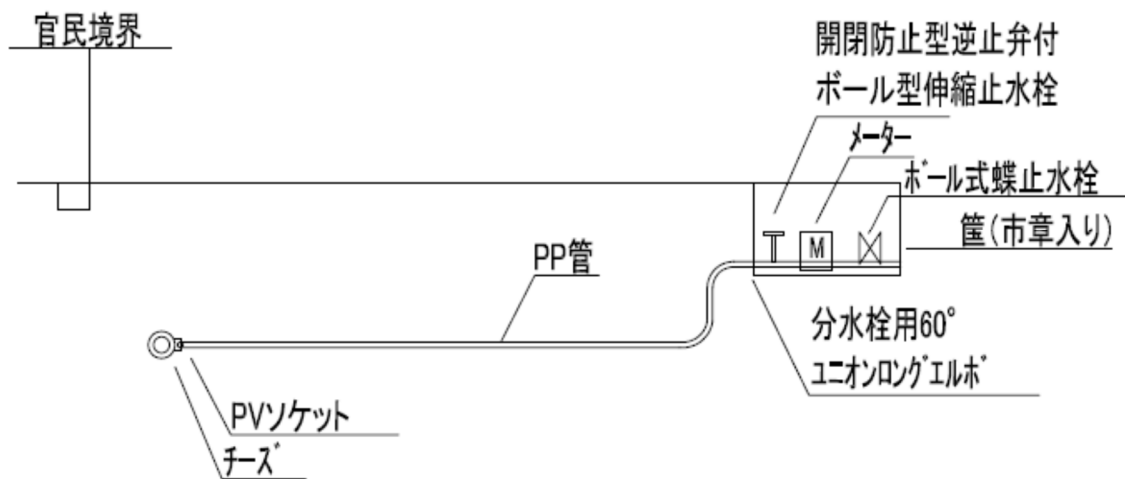 官民境界
開閉防止型逆止弁付
ボール型伸縮止水栓
ﾒｰﾀｰ
ﾎﾞｰﾙ式蝶止水栓
筐(市章入り)
M
PP管
分水栓用60°
ﾕﾆｵﾝﾛﾝｸﾞｴﾙﾎﾞ
PVソケット
ﾁｰｽﾞ